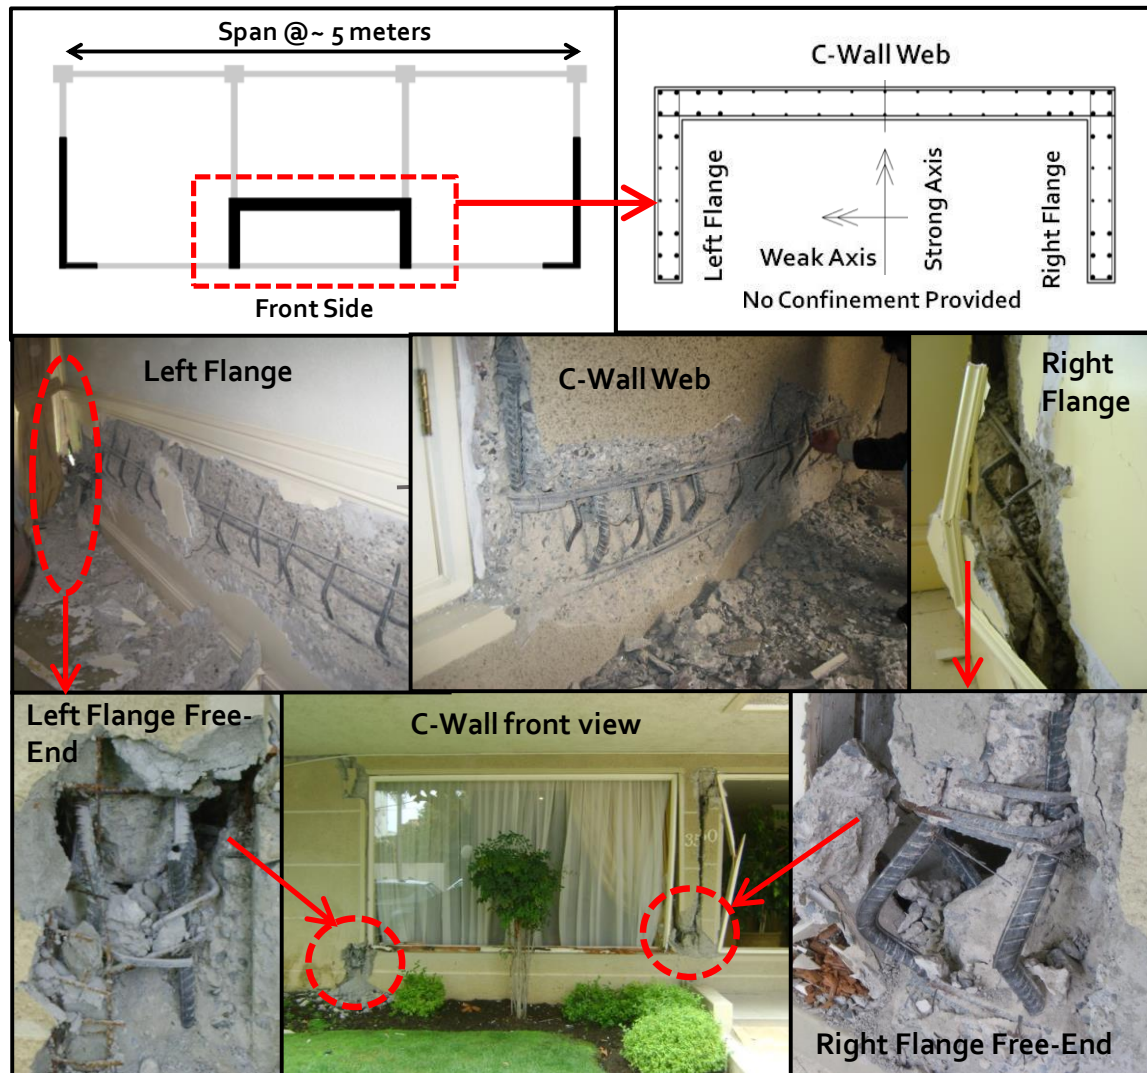 Span @~ 5 meters
Front Side
C-Wall Web
Left Flange
Strong Axis
Right Flange
Weak Axis
No Confinement Provided
Left Flange
C-Wall Web
Right
Flange
Left Flange Free-
End
C-Wall front view
350
Right Flange Free-End